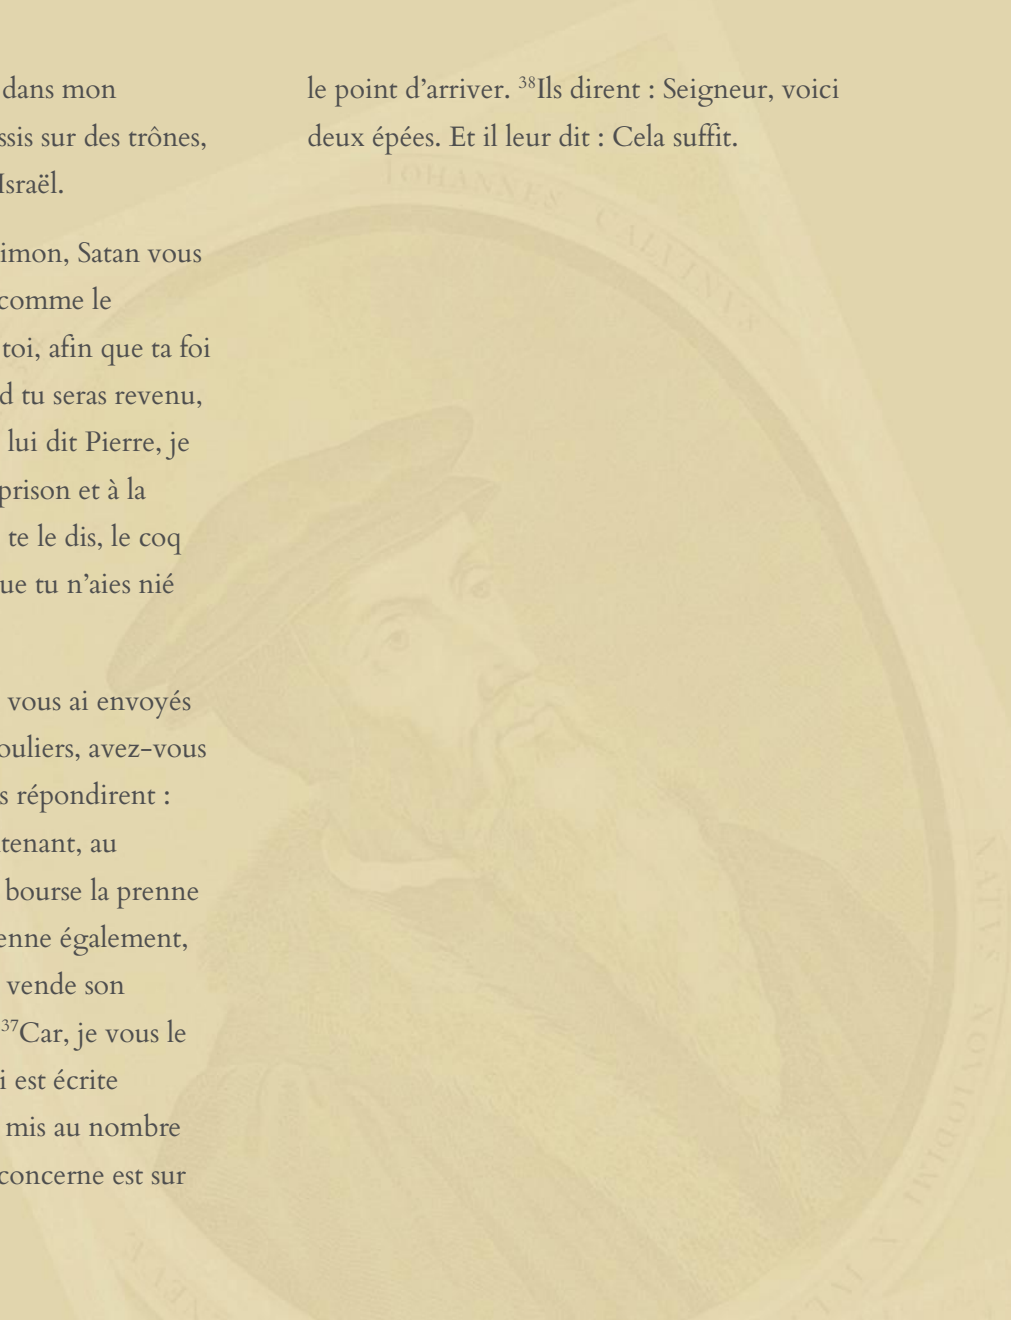 dans mon
ssis sur des trônes,
Israël.
imon, Satan vous
comme le
toi, afin que ta foi
d tu seras revenu,
lui dit Pierre, je
prison et à la
te le dis, le coq
ue tu n’aies nié
vous ai envoyés
ouliers, avez-vous
s répondirent :
tenant, au
bourse la prenne
enne également,
vende son
37Car, je vous le
i est écrite
mis au nombre
concerne est sur
le point d’arriver. 38Ils dirent : Seigneur, voici
deux épées. Et il leur dit : Cela suffit.
IOHANNES CALVINVS
NATVS NOVIODVNI